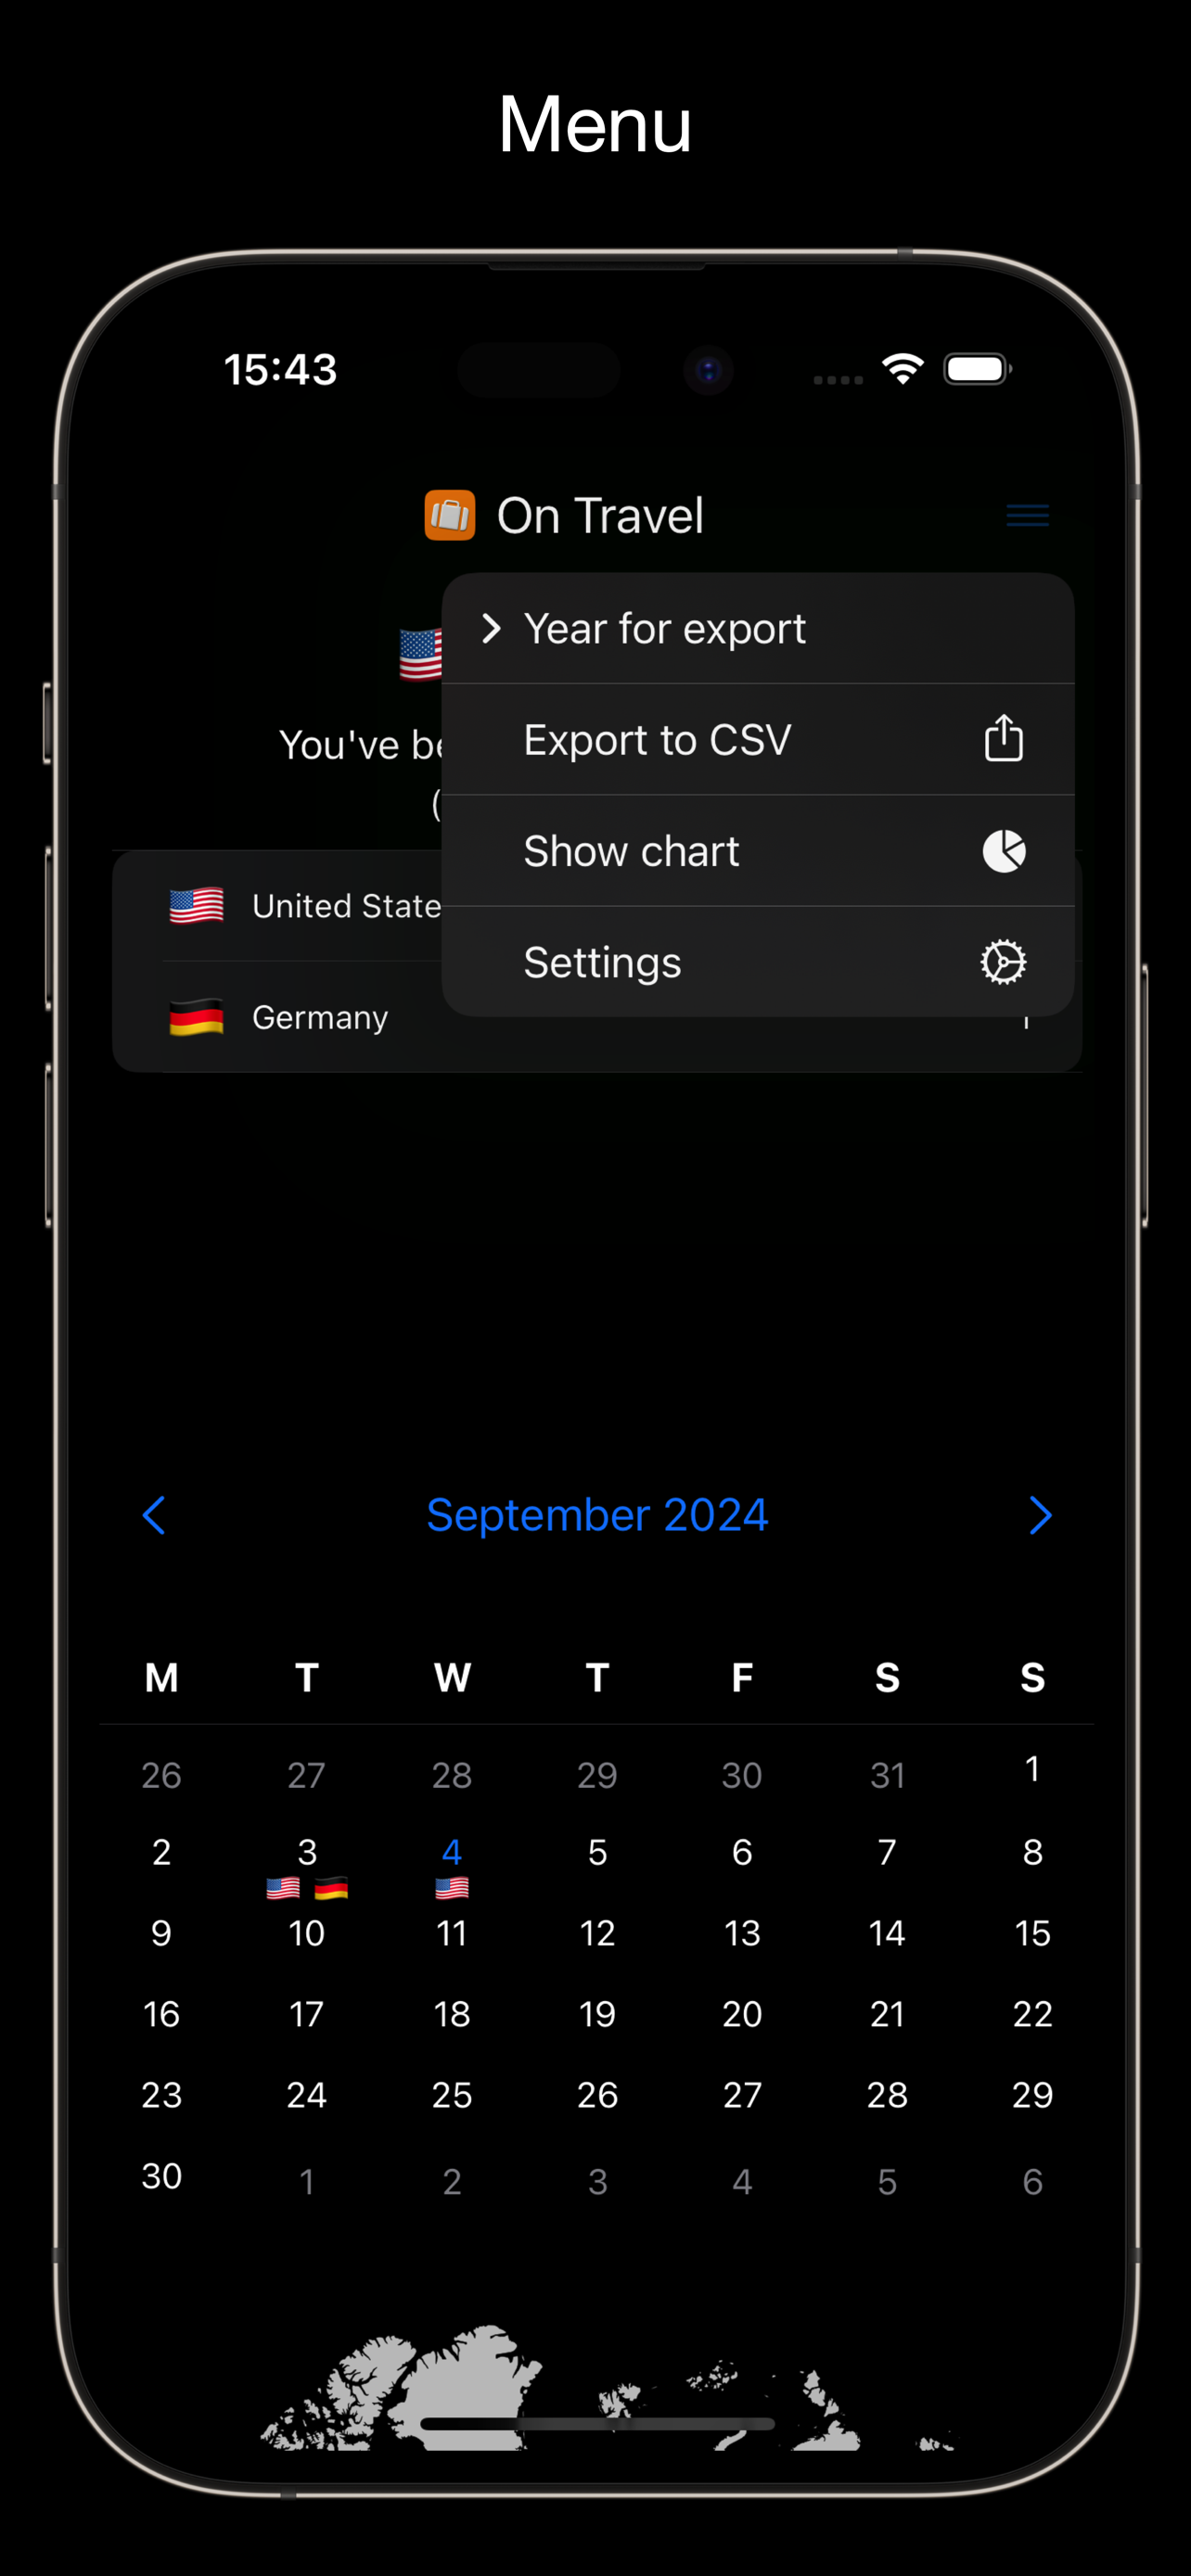 Menu
15:43
On Travel
Year for export
You've
Export to CSV
(
Show chart
United State
Settings
Germany
September 2024
M T W T F S S
26 27 28 29 30 31 1
2 3 4 5 6 7 8
9 10 11 12 13 14 15
16 17 18 19 20 21 22
23 24 25 26 27 28 29
30 1 2 3 4 5 6